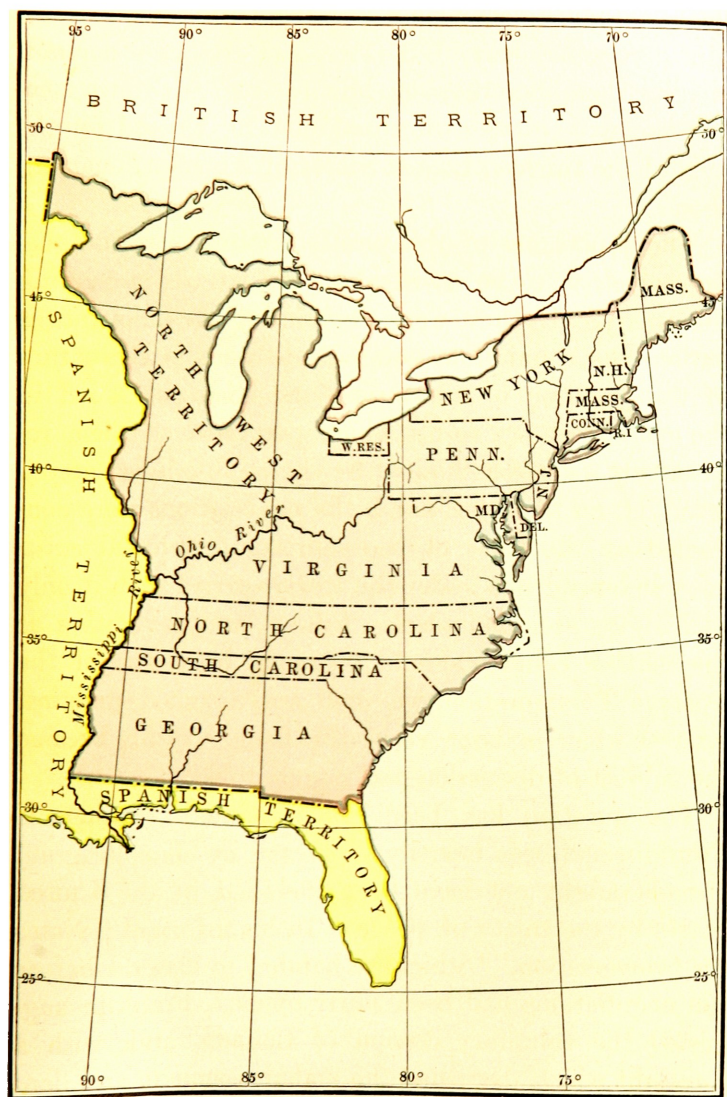 95° 90° 85° 80° 75° 70°
BRITISH TERRITORY
50° 50°
45° 45°
MASS.
NORTH WEST
TERRITORY
NEW YORK
N.H.
MASS.
CONN.
R.I
W.RES.
PENN.
N.J.
40° 40°
MD.
DEL.
SPANISH TERRITORY
Ohio River
VIRGINIA
Mississippi River
NORTH CAROLINA
35° 35°
SOUTH CAROLINA
GEORGIA
SPANISH TERRITORY
30° 30°
25° 25°
90° 85° 80° 75°